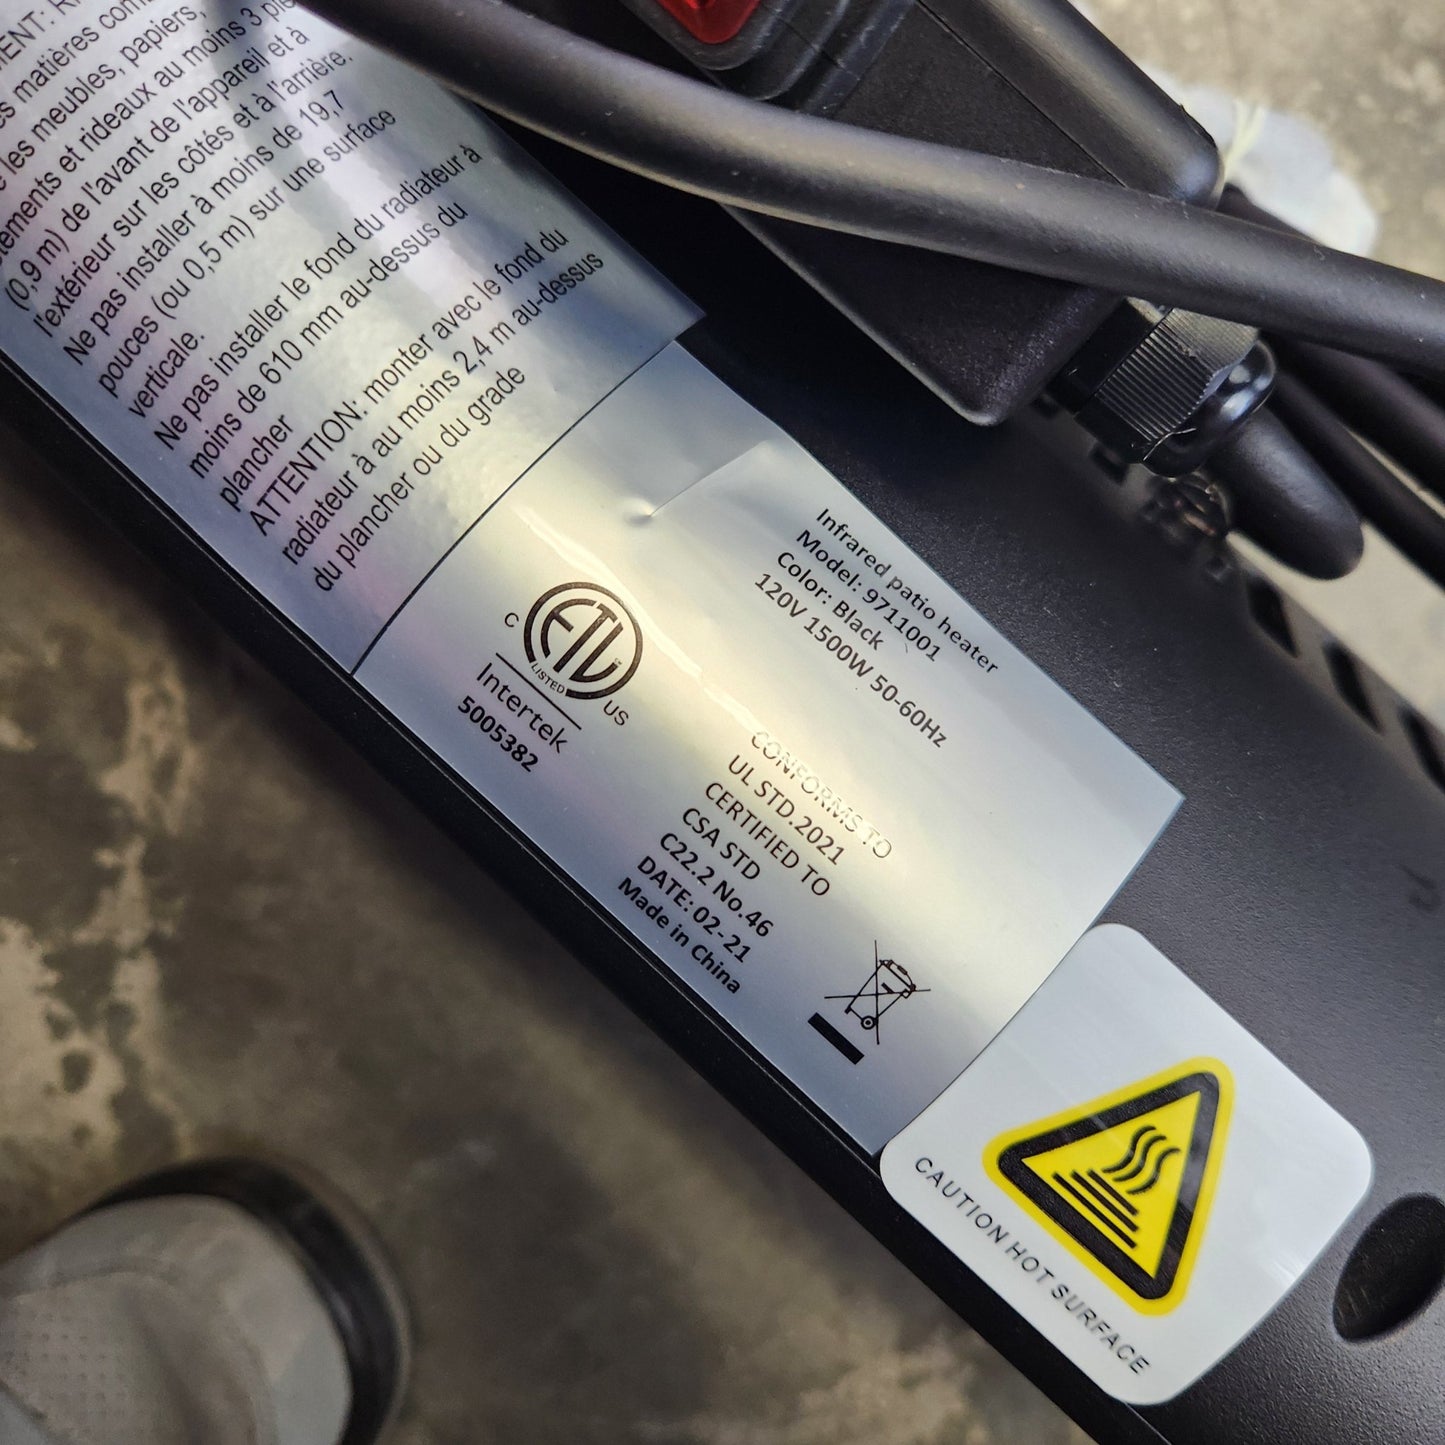 matières
les meubles, papiers,
et rideaux au moins 3
(0,9 m) de l'avant de l'appareil et à
l'extérieur sur les côtés et à l'arrière.
Ne pas installer à moins de 19,7
pouces (ou 0,5 m) sur une surface
verticale.
Ne pas installer le fond du radiateur à
moins de 610 mm au-dessus du
plancher
ATTENTION: monter avec le fond du
radiateur à au moins 2,4 m au-dessus
du plancher ou du grade
C ETL US
LISTED
Intertek
5005382
Infrared patio heater
Model: 9711001
Color: Black
120V 1500W 50-60Hz
CONFORMS TO
UL STD.2021
CERTIFIED TO
CSA STD
C22.2 No.46
DATE: 02-21
Made in China
CAUTION HOT SURFACE